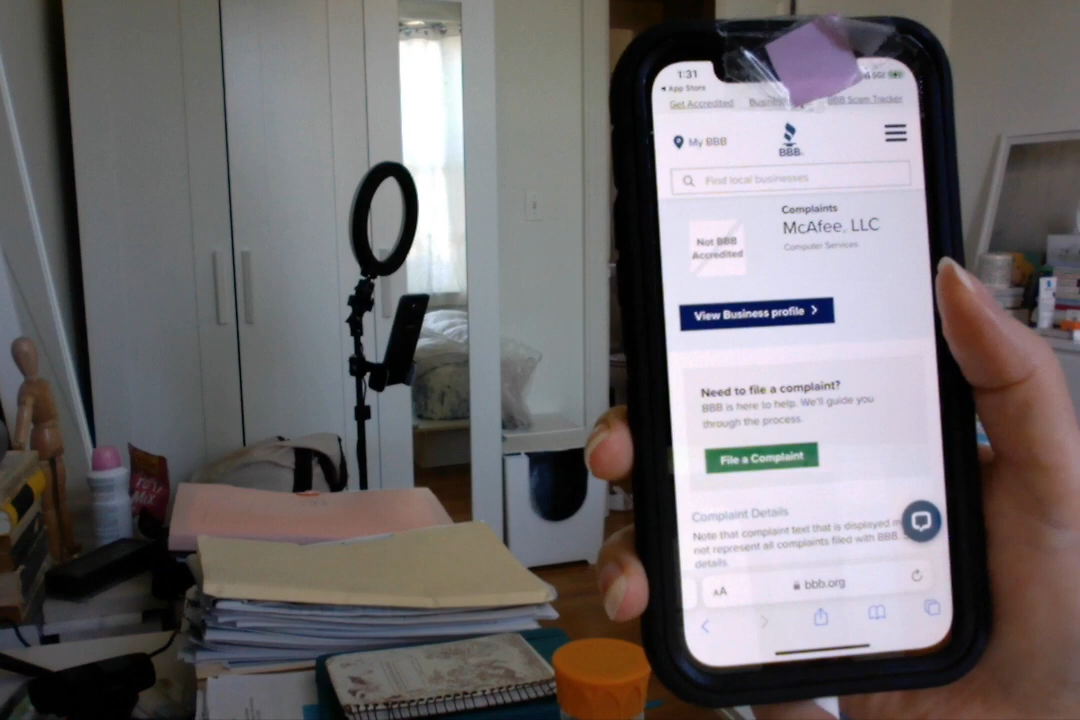 1:31
◂ App Store
5G
Get Accredited
BBB Scam Tracker
My BBB
BBB
Find local businesses
Complaints
McAfee, LLC
Computer Services
Not BBB
Accredited
View Business profile
Need to file a complaint?
BBB is here to help. We'll guide you
through the process.
File a Complaint
Complaint Details
Note that complaint text that is displayed
not represent all complaints filed with BBB.
details.
AA
bbb.org